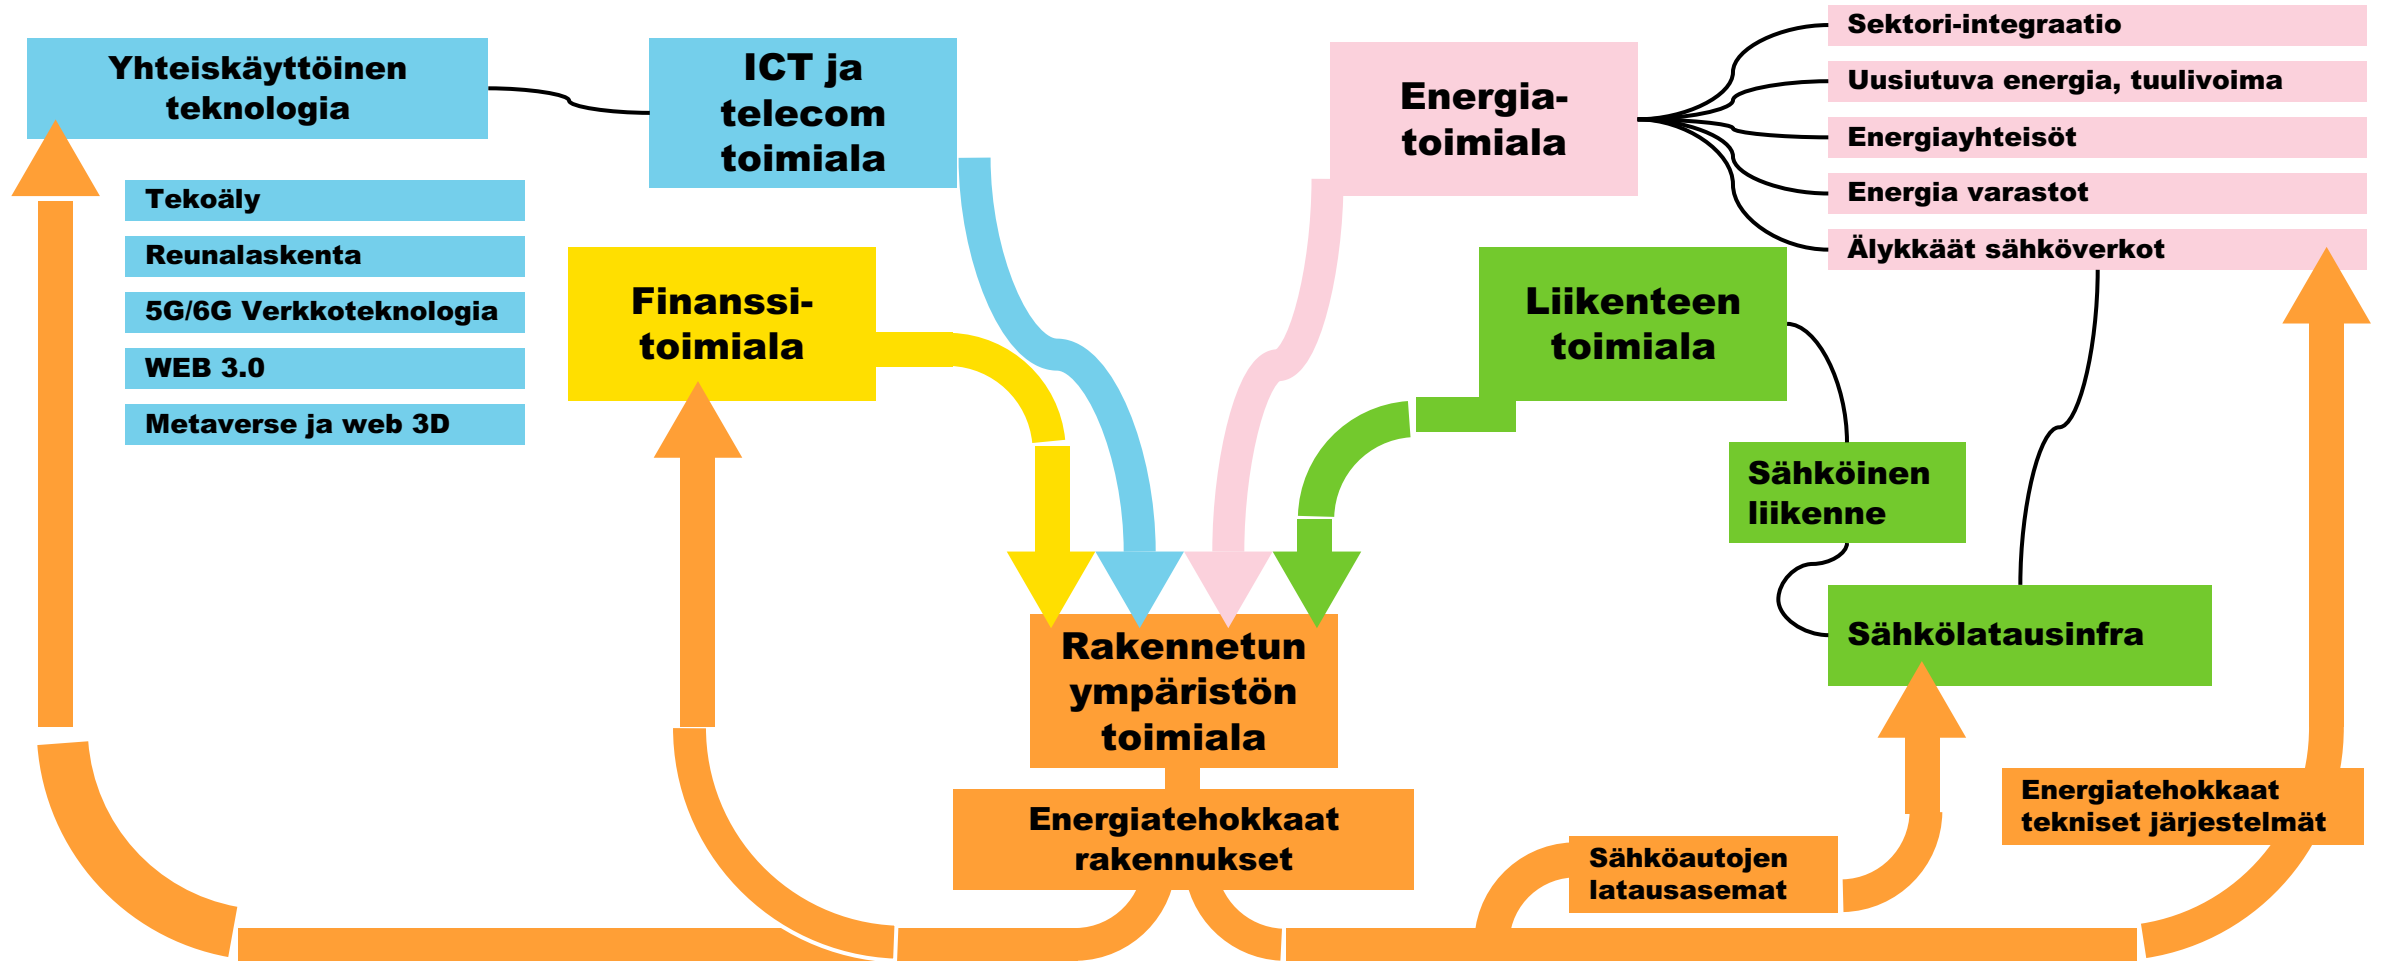 Yhteiskäyttöinen
teknologia
Tekoäly
Reunalaskenta
5G/6G Verkkoteknologia
WEB 3.0
Metaverse ja web 3D
ICT ja
telecom
toimiala
Finanssi-
toimiala
Energia-
toimiala
Sektori-integraatio
Uusiutuva energia, tuulivoima
Energiayhteisöt
Energia varastot
Älykkäät sähköverkot
Liikenteen
toimiala
Sähköinen
liikenne
Sähkölatausinfra
Rakennetun
ympäristön
toimiala
Energiatehokkaat
rakennukset
Sähköautojen
latausasemat
Energiatehokkaat
tekniset järjestelmät